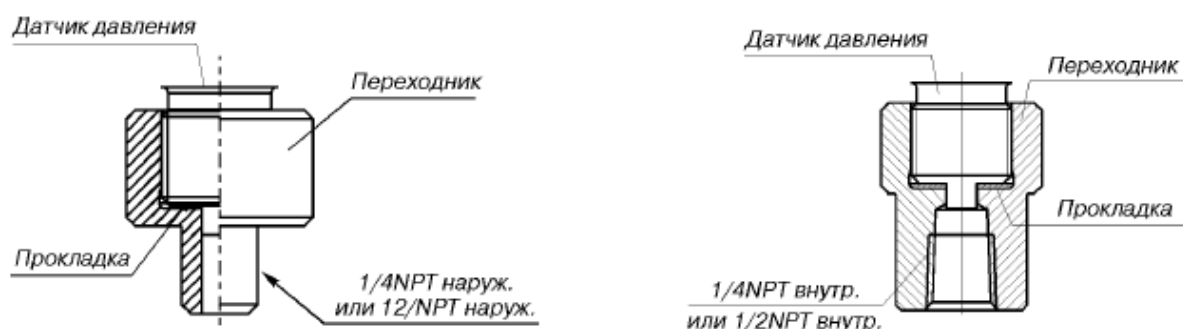 Датчик давления
Переходник
Прокладка
1/4NPT наруж.
или 12/NPT наруж.
Датчик давления
Переходник
Прокладка
1/4NPT внутр.
или 1/2NPT внутр.